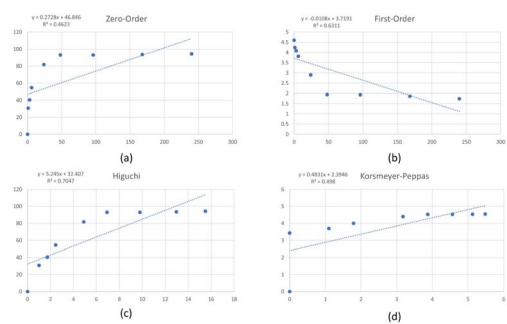 y = 0.2728x + 46.846
R² = 0.4623
Zero-Order
120
100
80
60
40
20
0
0 50 100 150 200 250 300
(a)
y = -0.0108x + 3.7191
R² = 0.6311
First-Order
5
4.5
4
3.5
3
2.5
2
1.5
1
0.5
0
0 50 100 150 200 250 300
(b)
y = 5.245x + 32.407
R² = 0.7047
Higuchi
120
100
80
60
40
20
0
0 2 4 6 8 10 12 14 16 18
(c)
y = 0.4831x + 2.3946
R² = 0.498
Korsmeyer-Peppas
6
5
4
3
2
1
0
0 1 2 3 4 5 6
(d)